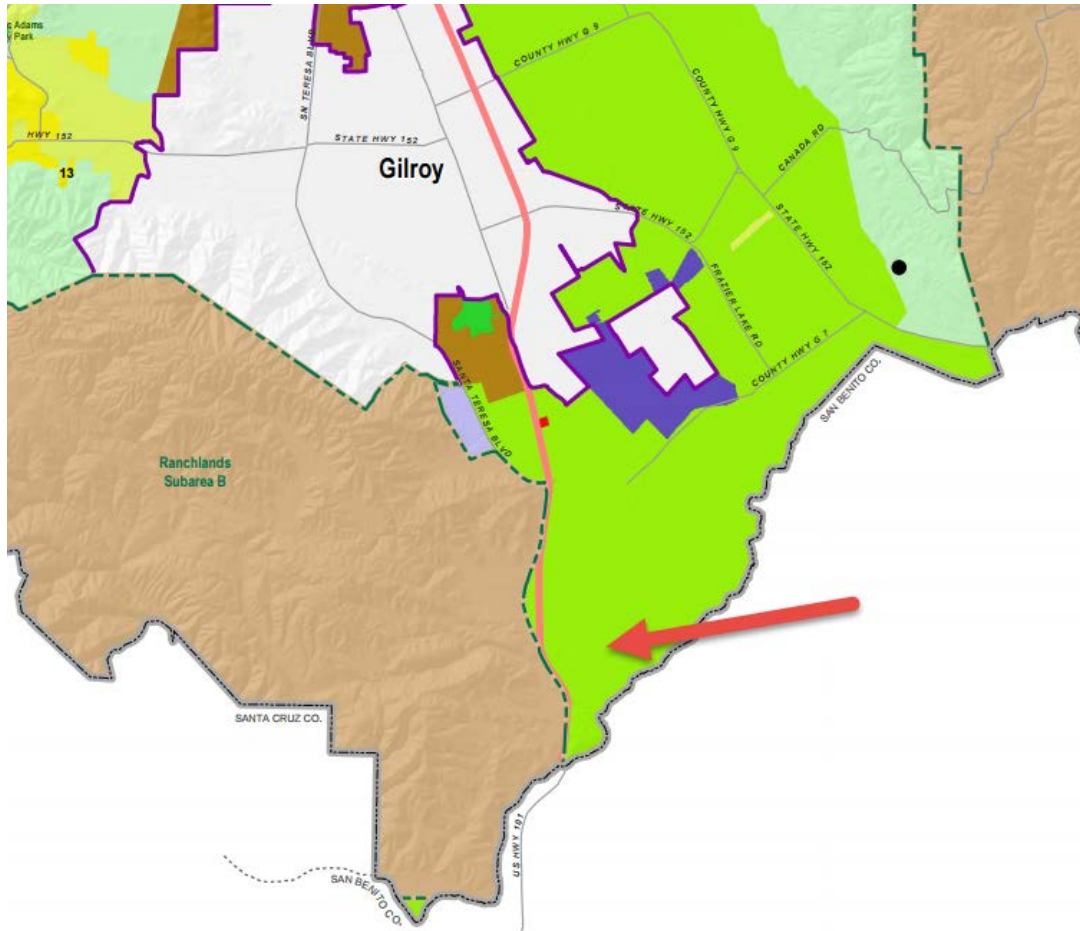 Adams
Park
SN TERESA BLVD
COUNTY HWY G 9
COUNTY HWY G 9
HWY 152
STATE HWY 152
CANADA RD
13
Gilroy
STATE HWY 152
STATE HWY 152
FRAZIER LAKE RD
COUNTY HWY G 7
SANTA TERESA BLVD
SAN BENITO CO.
Ranchlands
Subarea B
SANTA CRUZ CO.
US HWY 101
SAN BENITO CO.